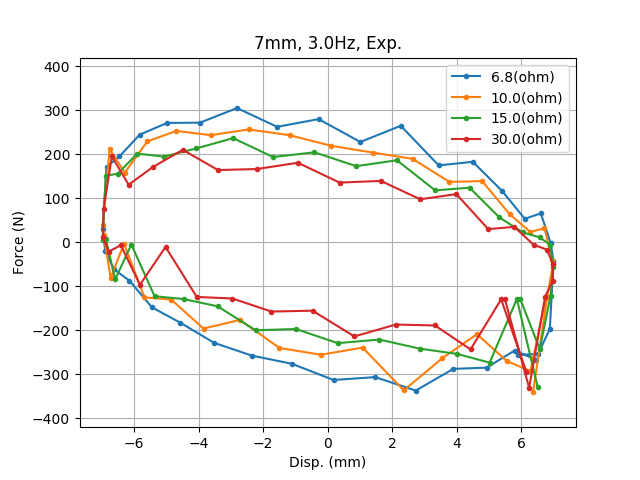 7mm, 3.0Hz, Exp.
400
300
200
100
0
−100
−200
−300
−400
Force (N)
6.8(ohm)
10.0(ohm)
15.0(ohm)
30.0(ohm)
−6 −4 −2 0 2 4 6
Disp. (mm)